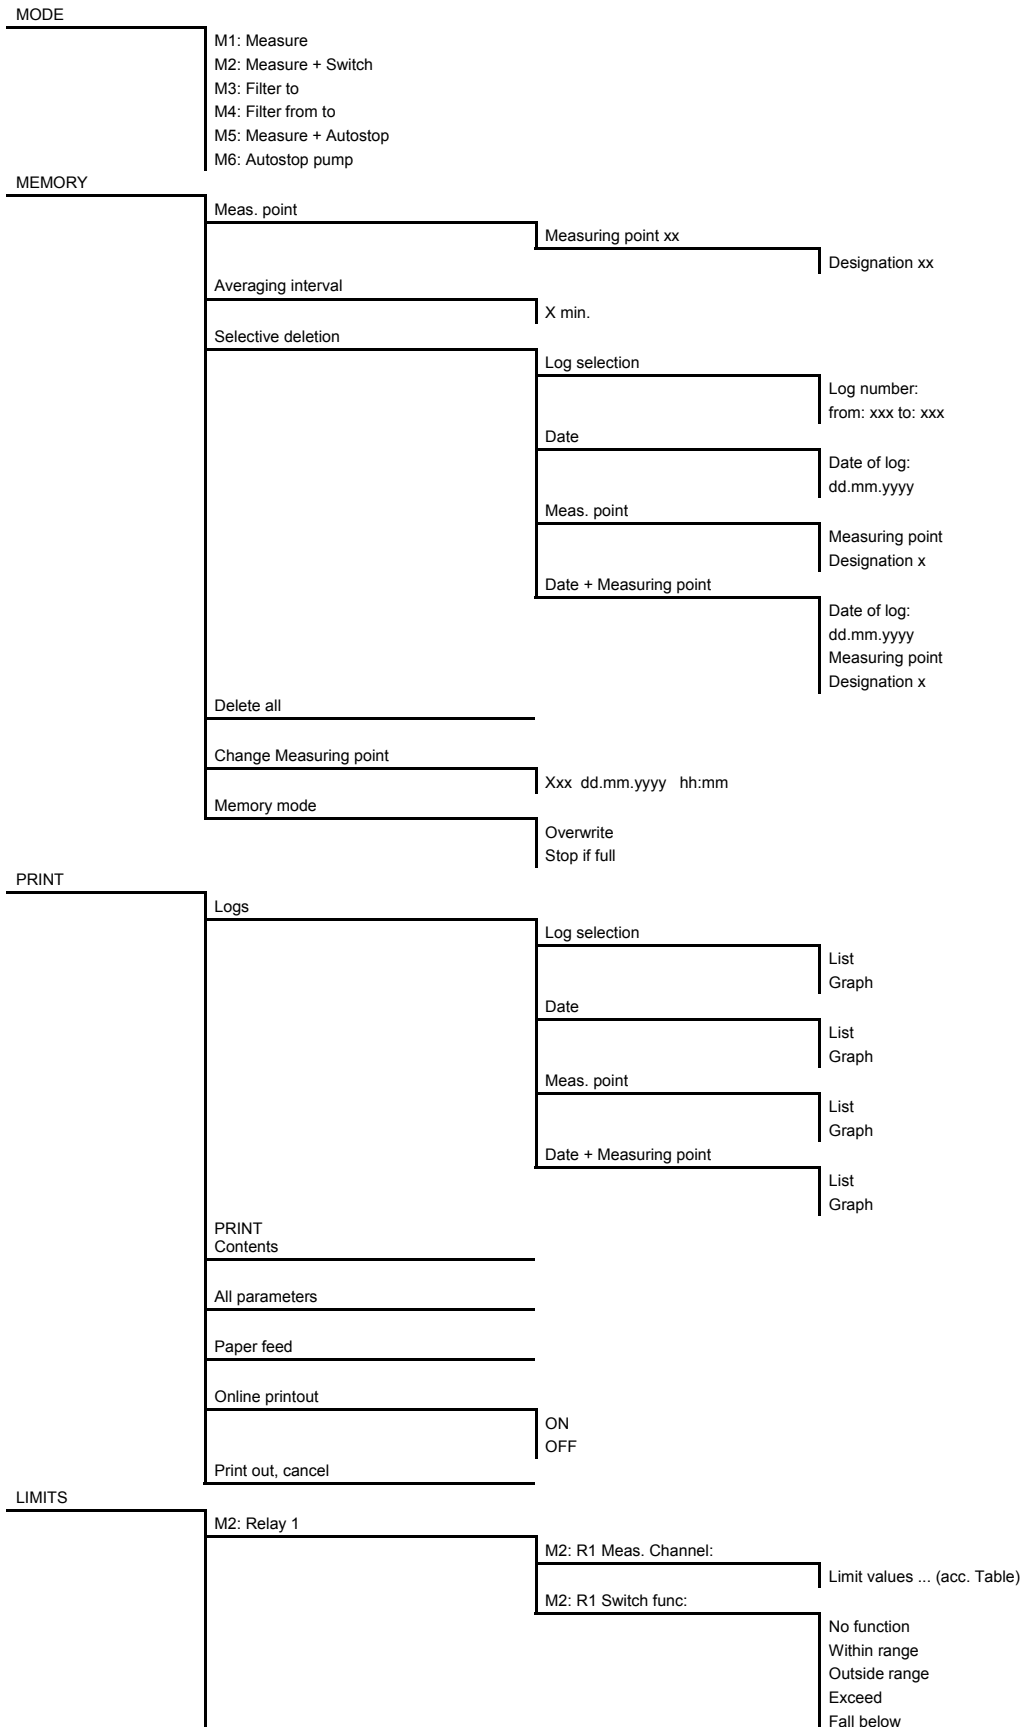 MODE
M1: Measure
M2: Measure + Switch
M3: Filter to
M4: Filter from to
M5: Measure + Autostop
M6: Autostop pump
MEMORY
Meas. point
Measuring point xx
Designation xx
Averaging interval
X min.
Selective deletion
Log selection
Log number:
from: xxx to: xxx
Date
Date of log:
dd.mm.yyyy
Meas. point
Measuring point
Designation x
Date + Measuring point
Date of log:
dd.mm.yyyy
Measuring point
Designation x
Delete all
Change Measuring point
Xxx dd.mm.yyyy hh:mm
Memory mode
Overwrite
Stop if full
PRINT
Logs
Log selection
List
Graph
Date
List
Graph
Meas. point
List
Graph
Date + Measuring point
List
Graph
PRINT
Contents
All parameters
Paper feed
Online printout
ON
OFF
Print out, cancel
LIMITS
M2: Relay 1
M2: R1 Meas. Channel:
Limit values ... (acc. Table)
M2: R1 Switch func:
No function
Within range
Outside range
Exceed
Fall below